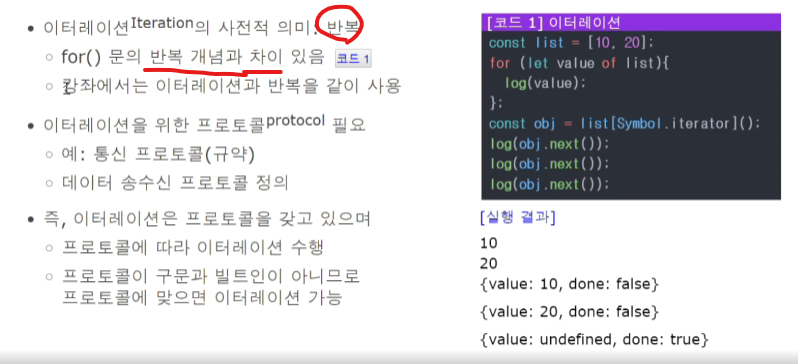 이터레이션Iteration의 사전적 의미: 반복
for() 문의 반복 개념과 차이 있음 코드 1
강좌에서는 이터레이션과 반복을 같이 사용
이터레이션을 위한 프로토콜protocol 필요
예: 통신 프로토콜(규약)
데이터 송수신 프로토콜 정의
즉, 이터레이션은 프로토콜을 갖고 있으며
프로토콜에 따라 이터레이션 수행
프로토콜이 구문과 빌트인이 아니므로
프로토콜에 맞으면 이터레이션 가능
[코드 1] 이터레이션
const list = [10, 20];
for (let value of list){
log(value);
};
const obj = list[Symbol.iterator]();
log(obj.next());
log(obj.next());
log(obj.next());
[실행 결과]
10
20
{value: 10, done: false}
{value: 20, done: false}
{value: undefined, done: true}